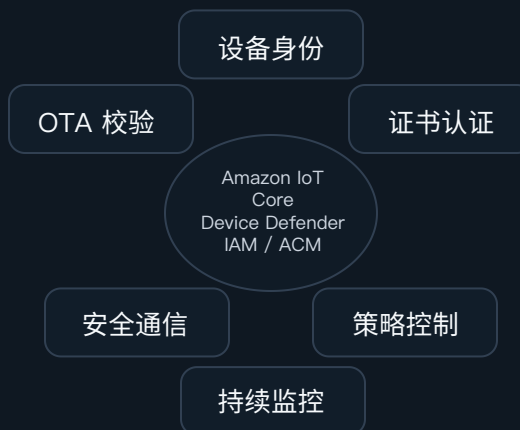 设备身份
OTA 校验
证书认证
Amazon IoT
Core
Device Defender
IAM / ACM
安全通信
策略控制
持续监控